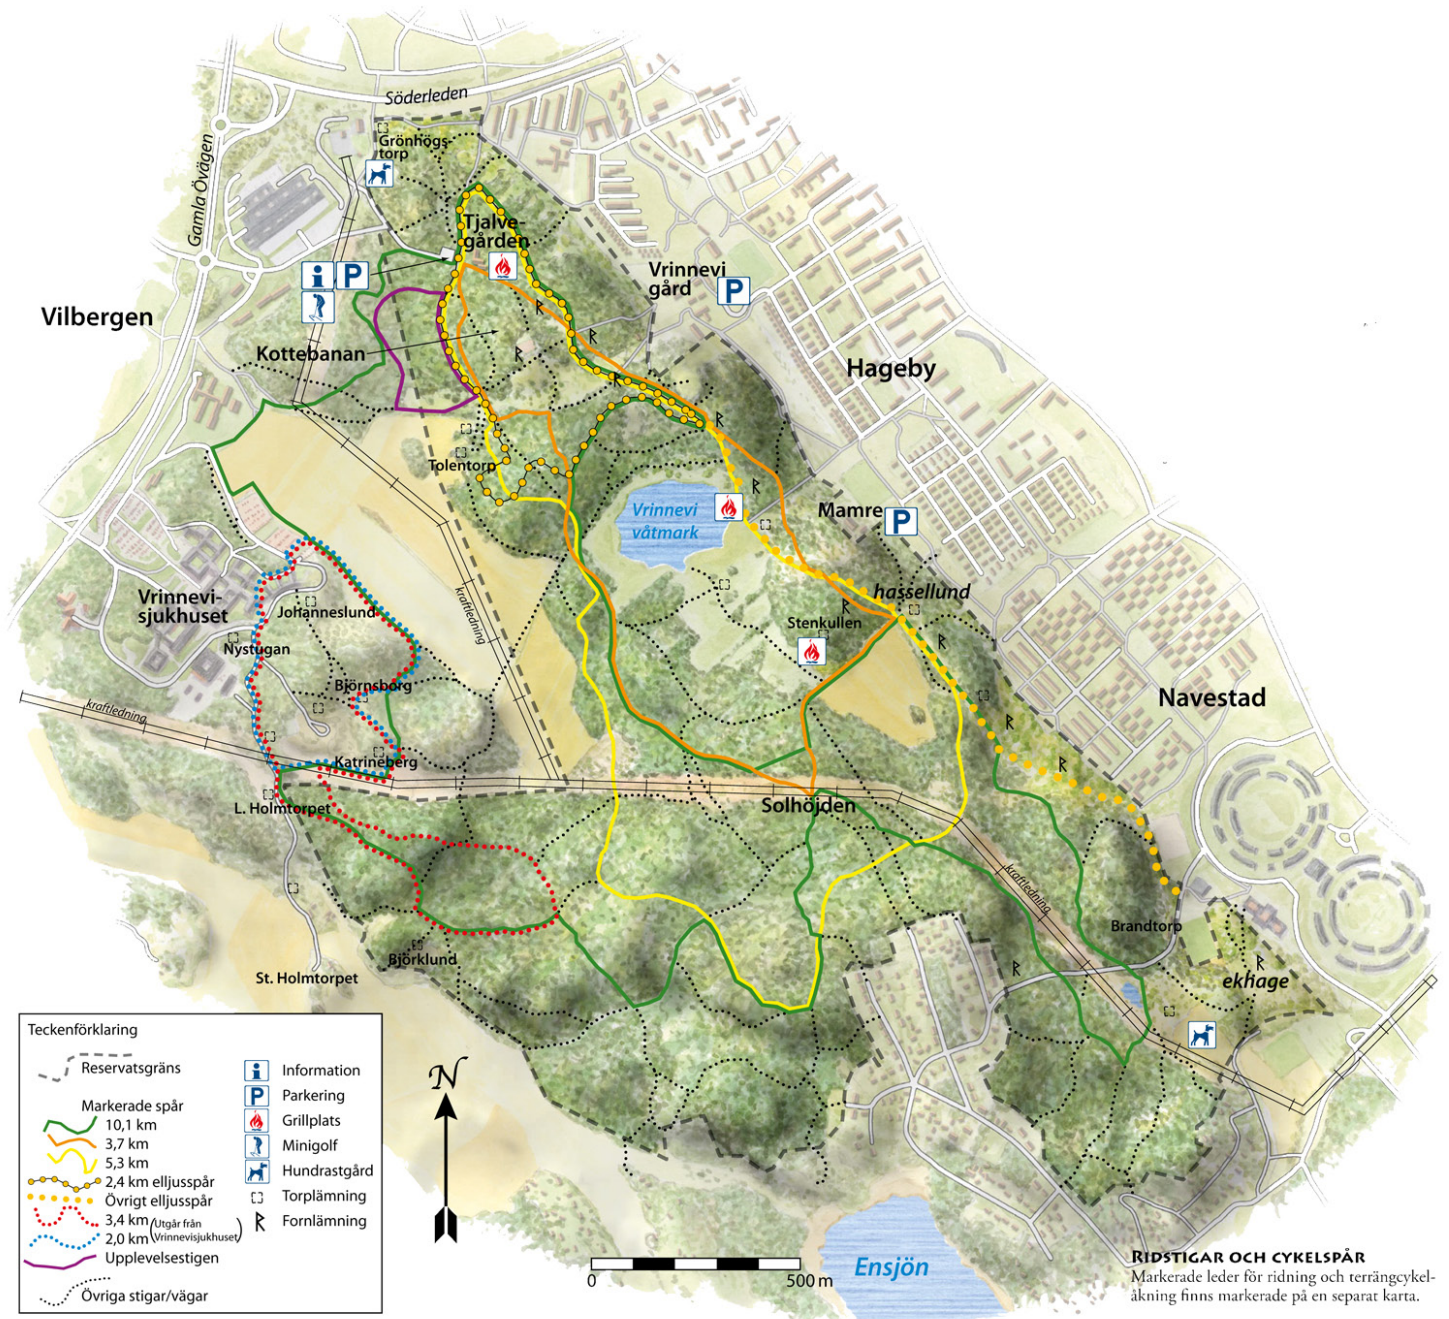 Söderleden
Gamla Övägen
Grönhögs-
torp
Tjalve-
gården
Vrinnevi
gård
P
P
Vilbergen
Kottebanan
Hageby
Tolentorp
Vrinnevi
våtmark
Mamre
P
kraftledning
hassellund
Vrinnevi-
sjukhuset
Johanneslund
Stenkullen
Nystugan
Björnsborg
Navestad
kraftledning
Katrineberg
L. Holmtorpet
Solhöjden
kraftledning
Brandtorp
Björklund
St. Holmtorpet
ekhage
Teckenförklaring
Reservatsgräns
Markerade spår
10,1 km
3,7 km
5,3 km
2,4 km elljusspår
Övrigt elljusspår
3,4 km (Utgår från
2,0 km Vrinnevisjukhuset)
Upplevelsestigen
Övriga stigar/vägar
Information
P Parkering
Grillplats
Minigolf
Hundrastgård
Torplämning
Fornlämning
N
0 500 m
Ensjön
RIDSTIGAR OCH CYKELSPÅR
Markerade leder för ridning och terrängcykel-
åkning finns markerade på en separat karta.